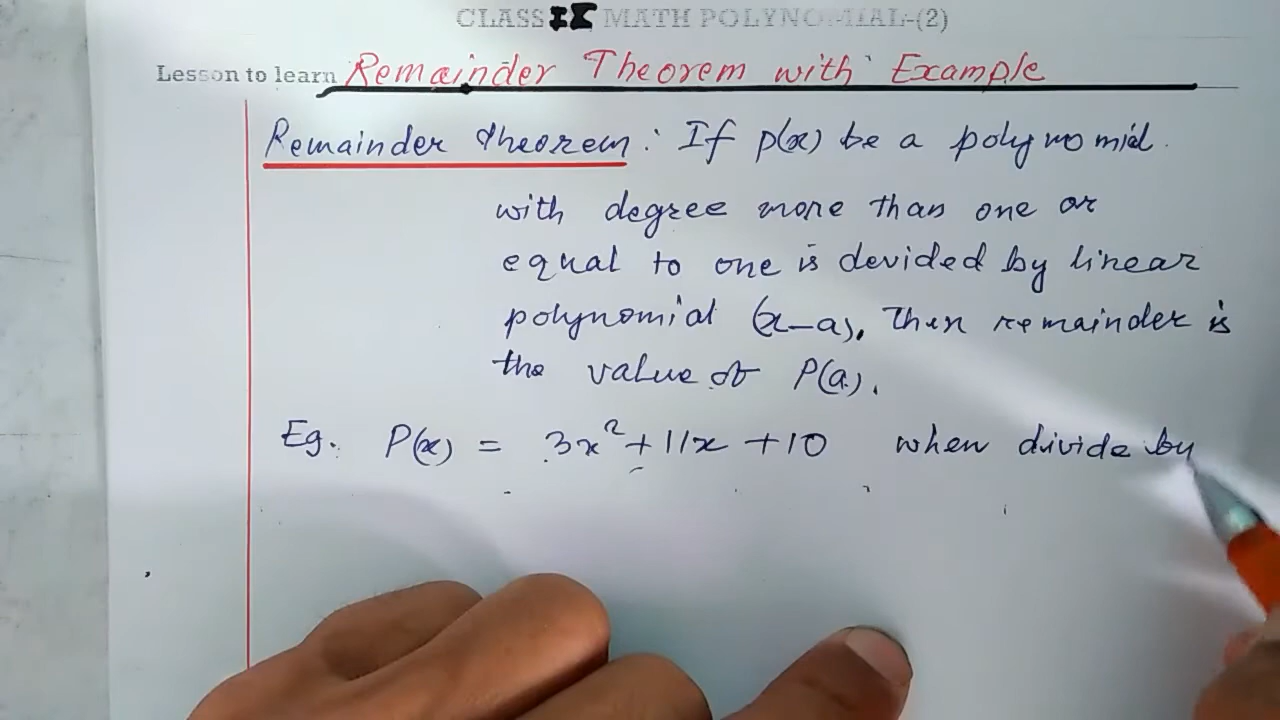 CLASS IX MATH POLYNOMIAL-(2)
Lesson to learn Remainder Theorem with Example
Remainder theorem : If p(x) be a polynomial.
with degree more than one or
equal to one is devided by linear
polynomial (x-a), Then remainder is
the value of P(a).
Eg. P(x) = 3x²+11x+10 when divide by